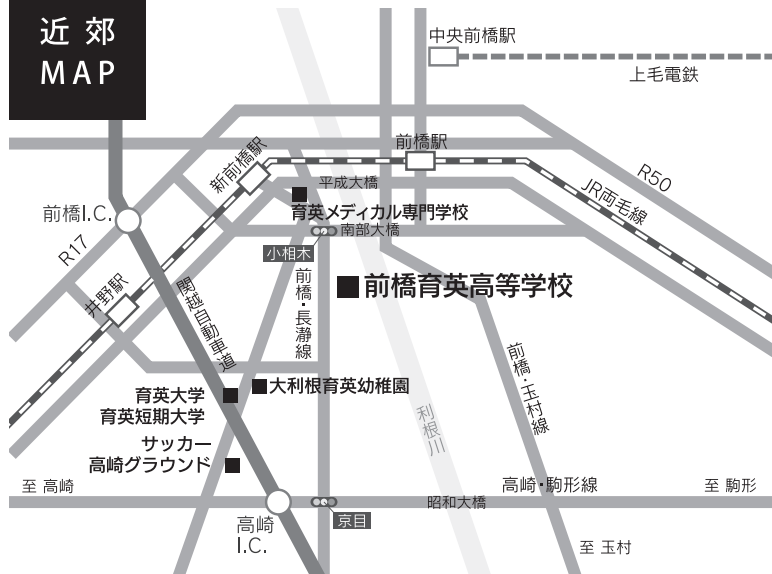 近郊
MAP
中央前橋駅
上毛電鉄
前橋駅
新前橋駅
R50
JR両毛線
平成大橋
育英メディカル専門学校
南部大橋
前橋I.C.
R17
小相木
井野駅
関越自動車道
前橋・長瀞線
前橋育英高等学校
前橋・玉村線
大利根育英幼稚園
育英大学
育英短期大学
利根川
サッカー
高崎グラウンド
至 高崎
高崎・駒形線
至 駒形
昭和大橋
高崎
I.C.
京目
至 玉村